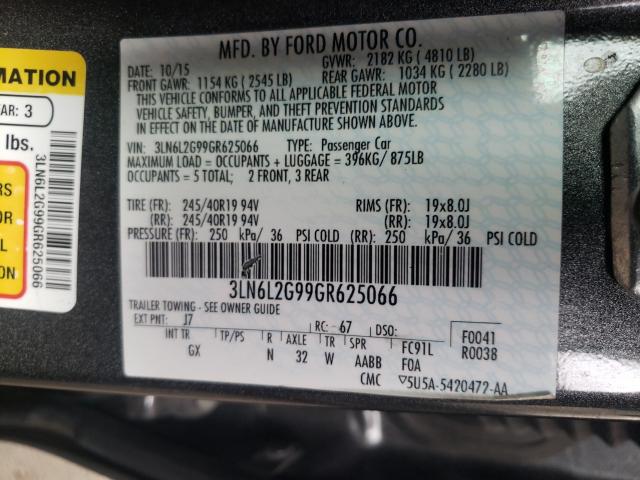 MFD. BY FORD MOTOR CO.
10/15 GVWR: 2182 KG ( 4810 LB)
FRONT GAWR: 1154 KG ( 2545 LB) REAR GAWR: 1034 KG ( 2280 LB)
THIS VEHICLE CONFORMS TO ALL APPLICABLE FEDERAL MOTOR
VEHICLE SAFETY, BUMPER, AND THEFT PREVENTION STANDARDS
IN EFFECT ON THE DATE OF MANUFACTURE SHOWN ABOVE.
VIN: 3LN6L2G99GR625066 TYPE: Passenger Car
MAXIMUM LOAD = OCCUPANTS + LUGGAGE = 396KG/ 875LB
OCCUPANTS = 5 TOTAL; 2 FRONT, 3 REAR
TIRE (FR): 245/40R19 94V RIMS (FR): 19x8.0J
(RR): 245/40R19 94V (RR): 19x8.0J
PRESSURE (FR): 250 kPa/ 36 PSI COLD (RR): 250 kPa/ 36 PSI COLD
3LN6L2G99GR625066
TRAILER TOWING - SEE OWNER GUIDE
EXT PNT: J7 RC: 67 DSO: F0041
INT TR TP/PS R AXLE TR SPR FC91L R0038
GX N 32 W AABB FOA
CMC 5U5A-5420472-AA
MATION
AR: 3
lbs.
RS
OR
R
ION
3LN6L2G99GR625066